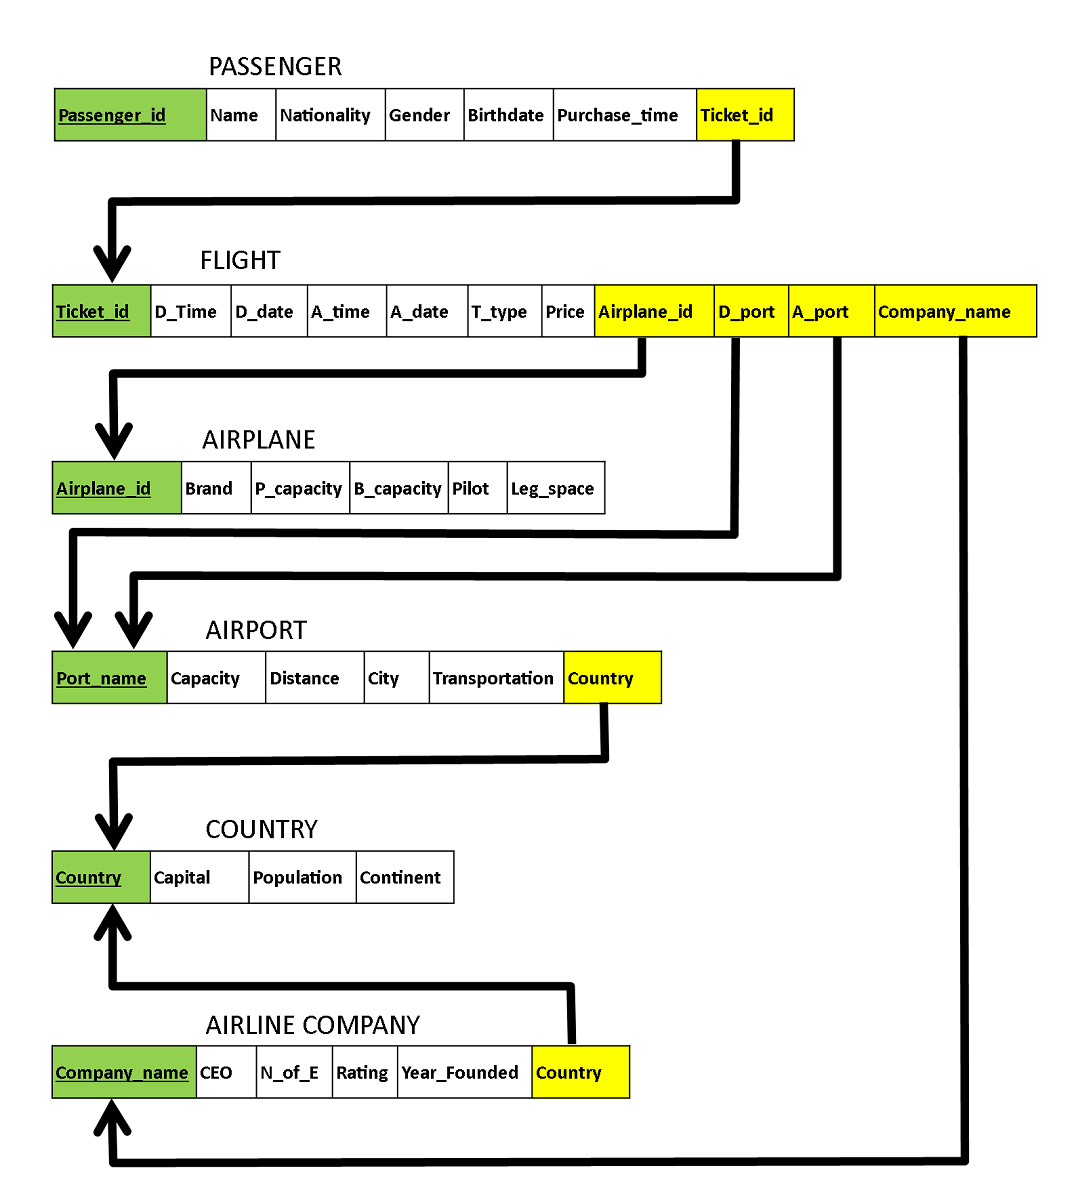 PASSENGER
Passenger_id Name Nationality Gender Birthdate Purchase_time Ticket_id
FLIGHT
Ticket_id D_Time D_date A_time A_date T_type Price Airplane_id D_port A_port Company_name
AIRPLANE
Airplane_id Brand P_capacity B_capacity Pilot Leg_space
AIRPORT
Port_name Capacity Distance City Transportation Country
COUNTRY
Country Capital Population Continent
AIRLINE COMPANY
Company_name CEO N_of_E Rating Year_Founded Country